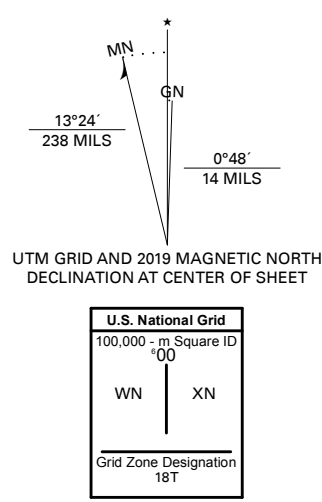 ★
MN
GN
13°24´
238 MILS
0°48´
14 MILS
UTM GRID AND 2019 MAGNETIC NORTH
DECLINATION AT CENTER OF SHEET
U.S. National Grid
100,000 - m Square ID
⁶00
WN XN
Grid Zone Designation
18T